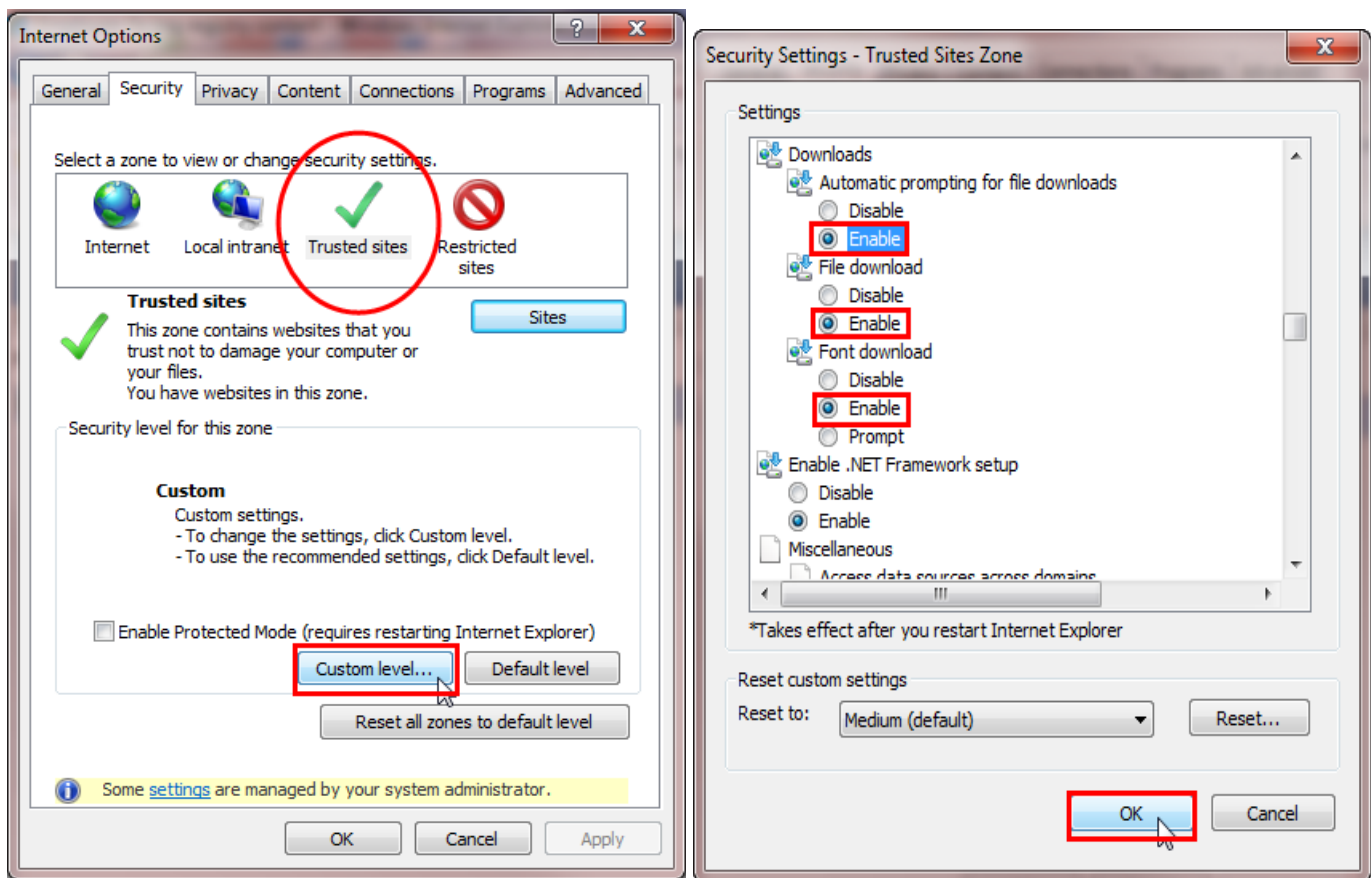 Internet Options
General Security Privacy Content Connections Programs Advanced
Select a zone to view or change security settings.
Internet Local intranet Trusted sites Restricted
sites
Trusted sites
Sites
This zone contains websites that you
trust not to damage your computer or
your files.
You have websites in this zone.
Security level for this zone
Custom
Custom settings.
- To change the settings, click Custom level.
- To use the recommended settings, click Default level.
Enable Protected Mode (requires restarting Internet Explorer)
Custom level... Default level
Reset all zones to default level
Some settings are managed by your system administrator.
OK Cancel Apply
Security Settings - Trusted Sites Zone
Settings
Downloads
Automatic prompting for file downloads
Disable
Enable
File download
Disable
Enable
Font download
Disable
Enable
Prompt
Enable .NET Framework setup
Disable
Enable
Miscellaneous
Access data sources across domains
*Takes effect after you restart Internet Explorer
Reset custom settings
Reset to: Medium (default) Reset...
OK Cancel